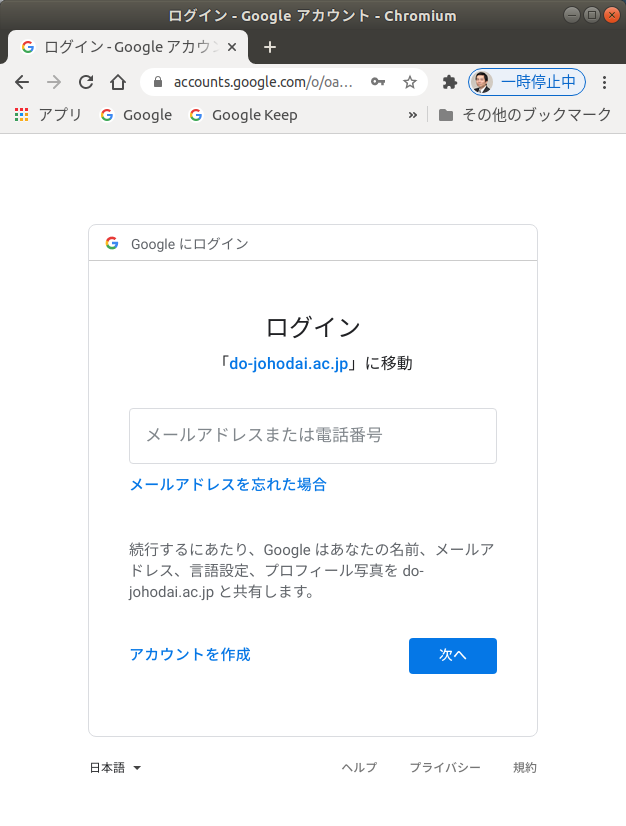 ログイン - Google アカウント - Chromium
ログイン - Google アカウン
accounts.google.com/o/oa...
一時停止中
アプリ
Google
Google Keep
»
その他のブックマーク
Google にログイン
ログイン
「do-johodai.ac.jp」に移動
メールアドレスまたは電話番号
メールアドレスを忘れた場合
続行するにあたり、Google はあなたの名前、メールア
ドレス、言語設定、プロフィール写真を do-
johodai.ac.jp と共有します。
アカウントを作成
次へ
日本語
ヘルプ
プライバシー
規約